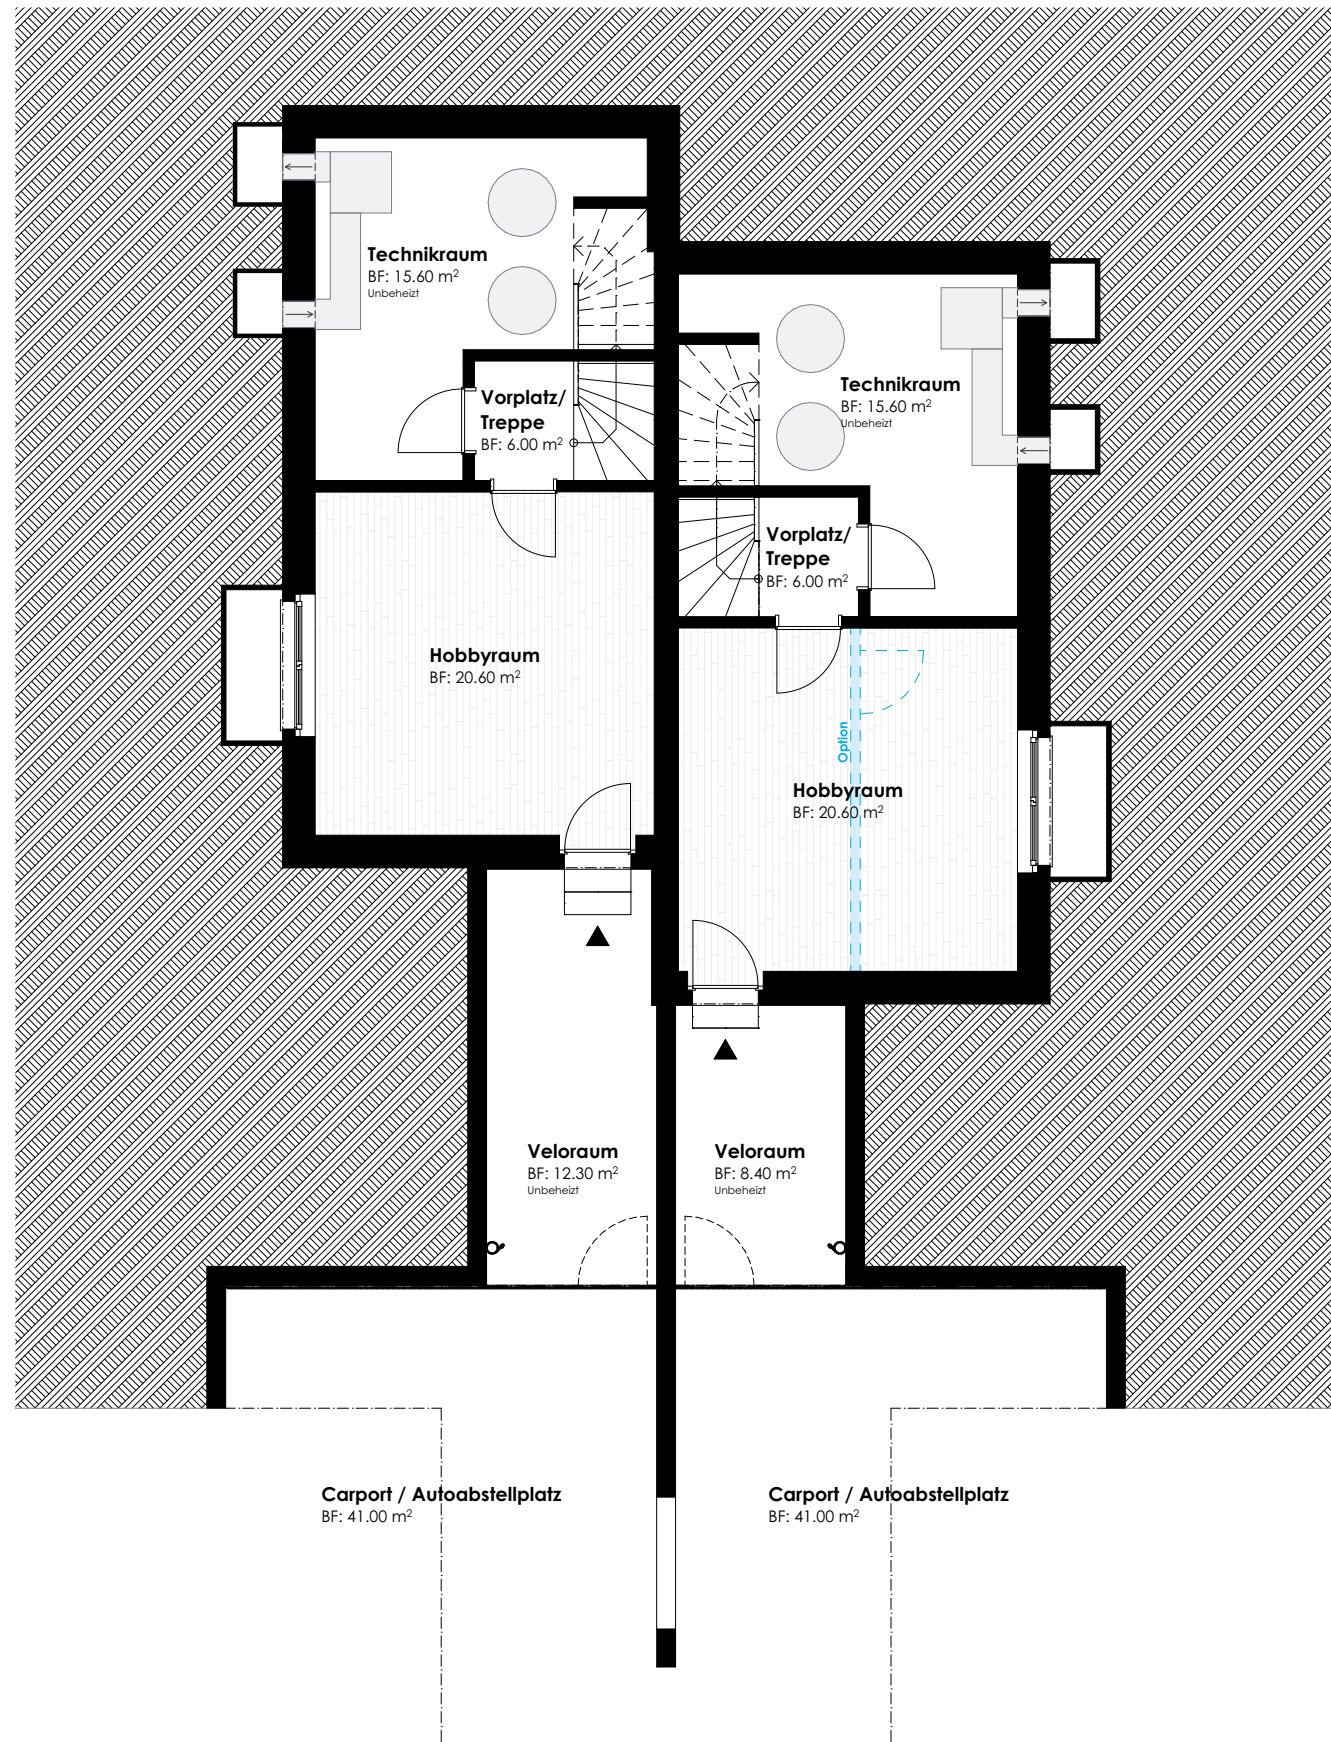 Technikraum
BF: 15.60 m²
Unbeheizt
Vorplatz/
Treppe
BF: 6.00 m²
Technikraum
BF: 15.60 m²
Unbeheizt
Vorplatz/
Treppe
BF: 6.00 m²
Hobbyraum
BF: 20.60 m²
Option
Hobbyraum
BF: 20.60 m²
Veloraum
BF: 12.30 m²
Unbeheizt
Veloraum
BF: 8.40 m²
Unbeheizt
Carport / Autoabstellplatz
BF: 41.00 m²
Carport / Autoabstellplatz
BF: 41.00 m²